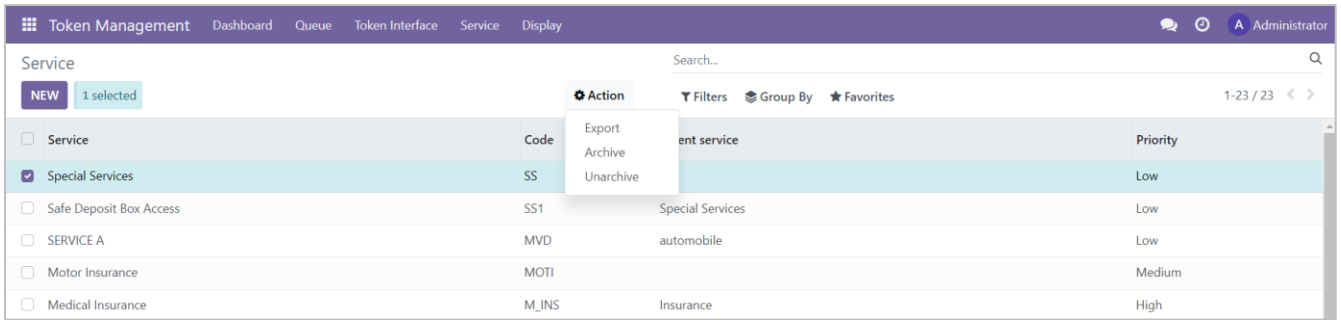 Token Management Dashboard Queue Token Interface Service Display A Administrator
Service Search...
NEW 1 selected Action Filters Group By Favorites 1-23 / 23
Export
Archive
Unarchive
Service Code ent service Priority
Special Services SS Low
Safe Deposit Box Access SS1 Special Services Low
SERVICE A MVD automobile Low
Motor Insurance MOTI Medium
Medical Insurance M_INS Insurance High